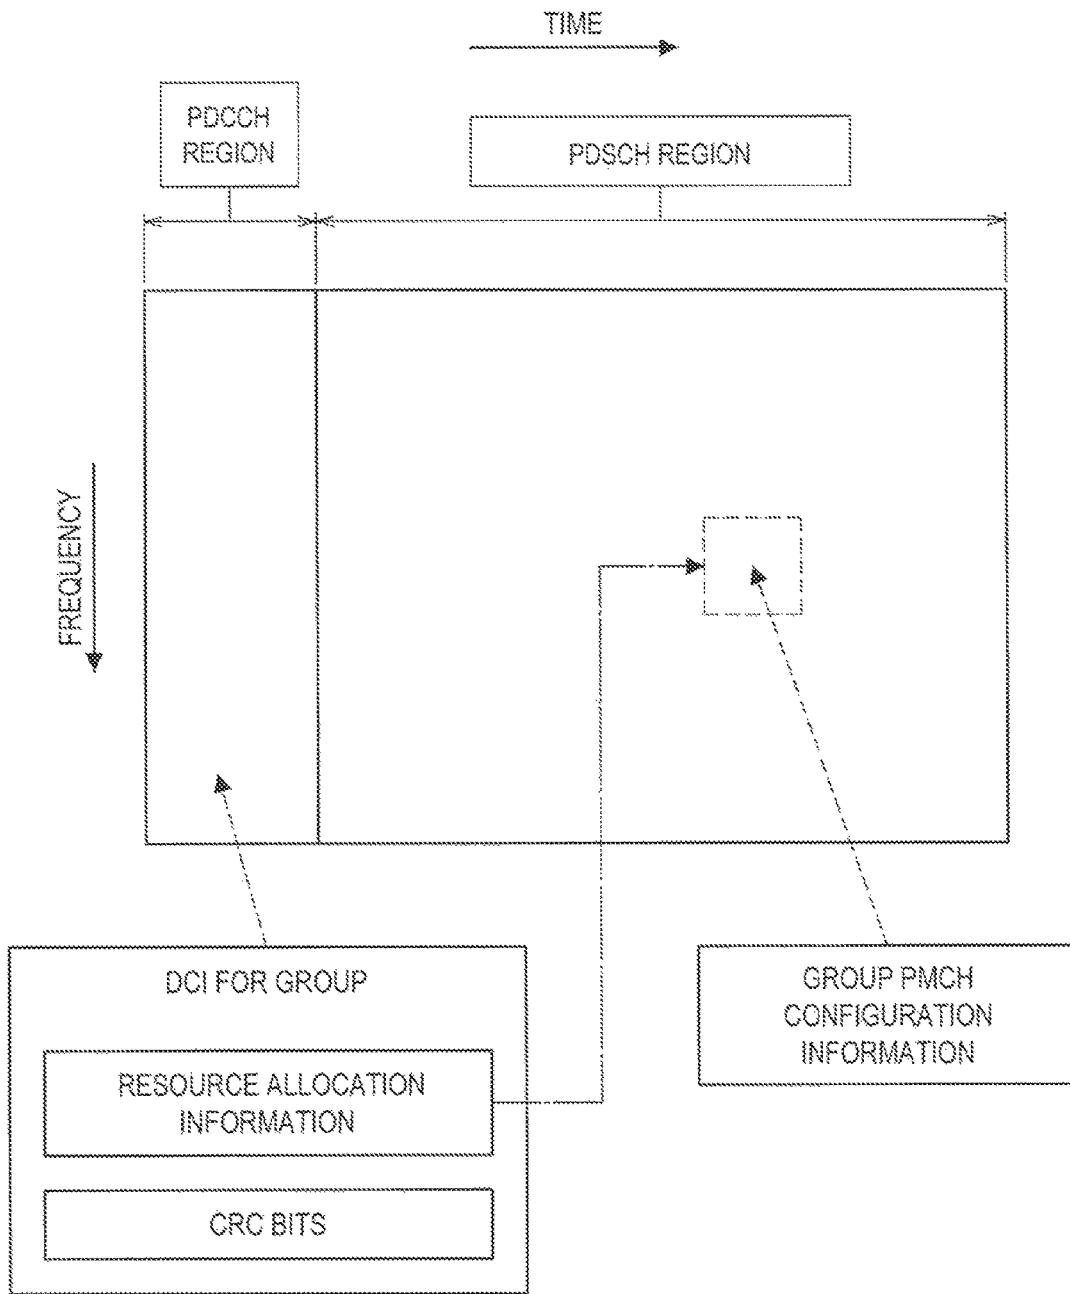 TIME
PDCCH
REGION
PDSCH REGION
FREQUENCY
DCI FOR GROUP
RESOURCE ALLOCATION
INFORMATION
CRC BITS
GROUP PMCH
CONFIGURATION
INFORMATION